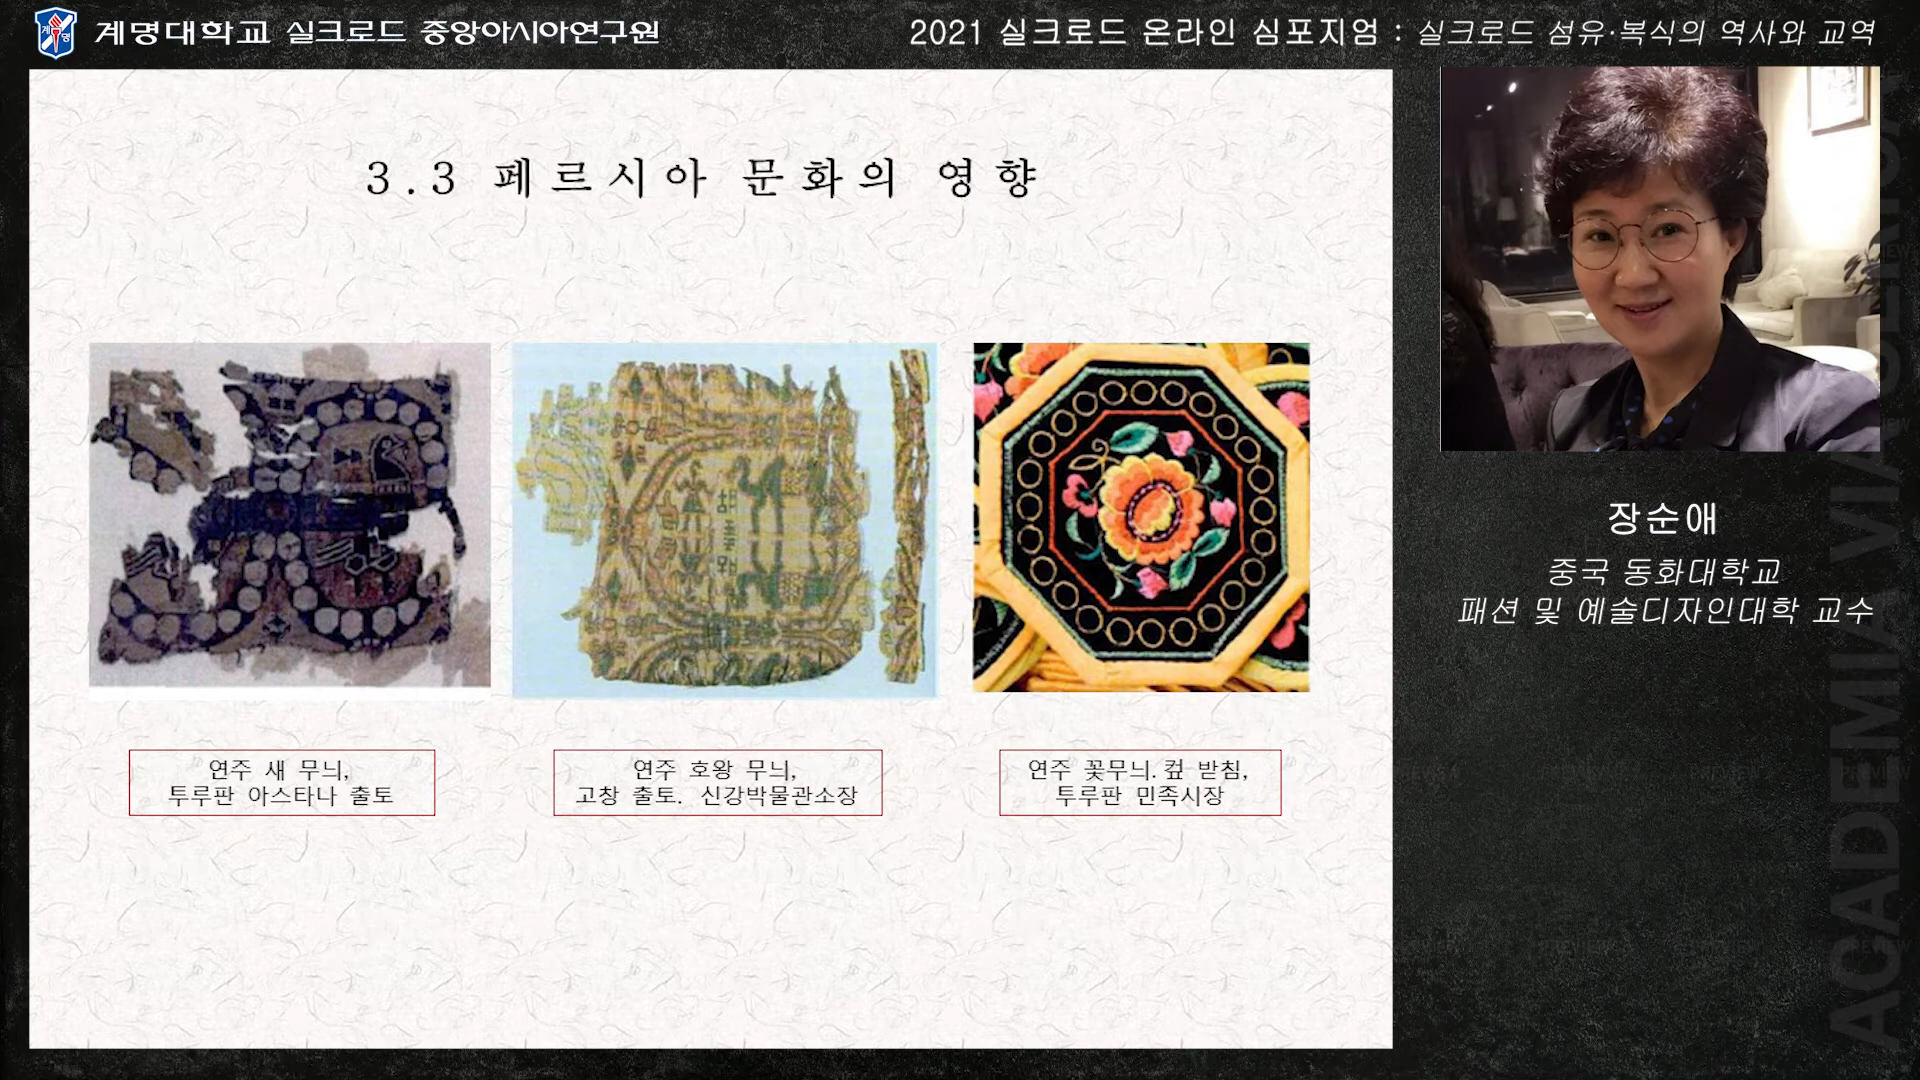 계명대학교 실크로드 중앙아시아연구원
2021 실크로드 온라인 심포지엄 : 실크로드 섬유·복식의 역사와 교역
3.3 페르시아 문화의 영향
연주 새 무늬,
투루판 아스타나 출토
연주 호왕 무늬,
고창 출토. 신강박물관소장
연주 꽃무늬. 컾 받침,
투루판 민족시장
장순애
중국 동화대학교
패션 및 예술디자인대학 교수
ACADEMIA VIA
PREVIEW